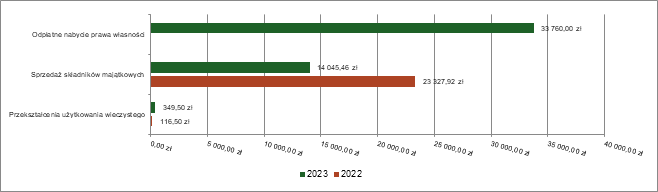 Odpłatne nabycie prawa własności
33 760,00 zł
Sprzedaż składników majątkowych
14 045,46 zł
23 327,92 zł
Przekształcenia użytkowania wieczystego
349,50 zł
116,50 zł
0,00 zł 5 000,00 zł 10 000,00 zł 15 000,00 zł 20 000,00 zł 25 000,00 zł 30 000,00 zł 35 000,00 zł 40 000,00 zł
2023 2022